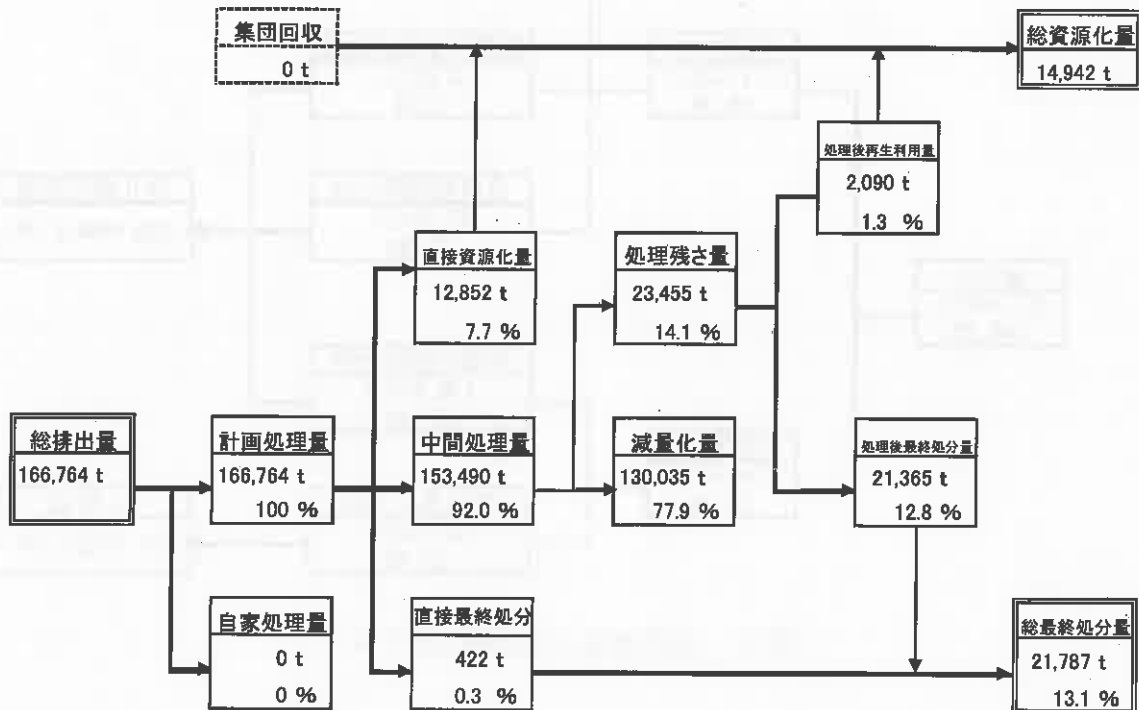 集団回収
0 t
総資源化量
14,942 t
処理後再生利用量
2,090 t
1.3 %
直接資源化量
12,852 t
7.7 %
処理残さ量
23,455 t
14.1 %
総排出量
166,764 t
計画処理量
166,764 t
100 %
中間処理量
153,490 t
92.0 %
減量化量
130,035 t
77.9 %
処理後最終処分量
21,365 t
12.8 %
自家処理量
0 t
0 %
直接最終処分
422 t
0.3 %
総最終処分量
21,787 t
13.1 %